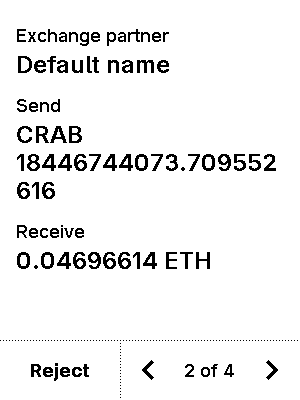 Exchange partner
Default name
Send
CRAB
18446744073.709552
616
Receive
0.04696614 ETH
Reject
2 of 4